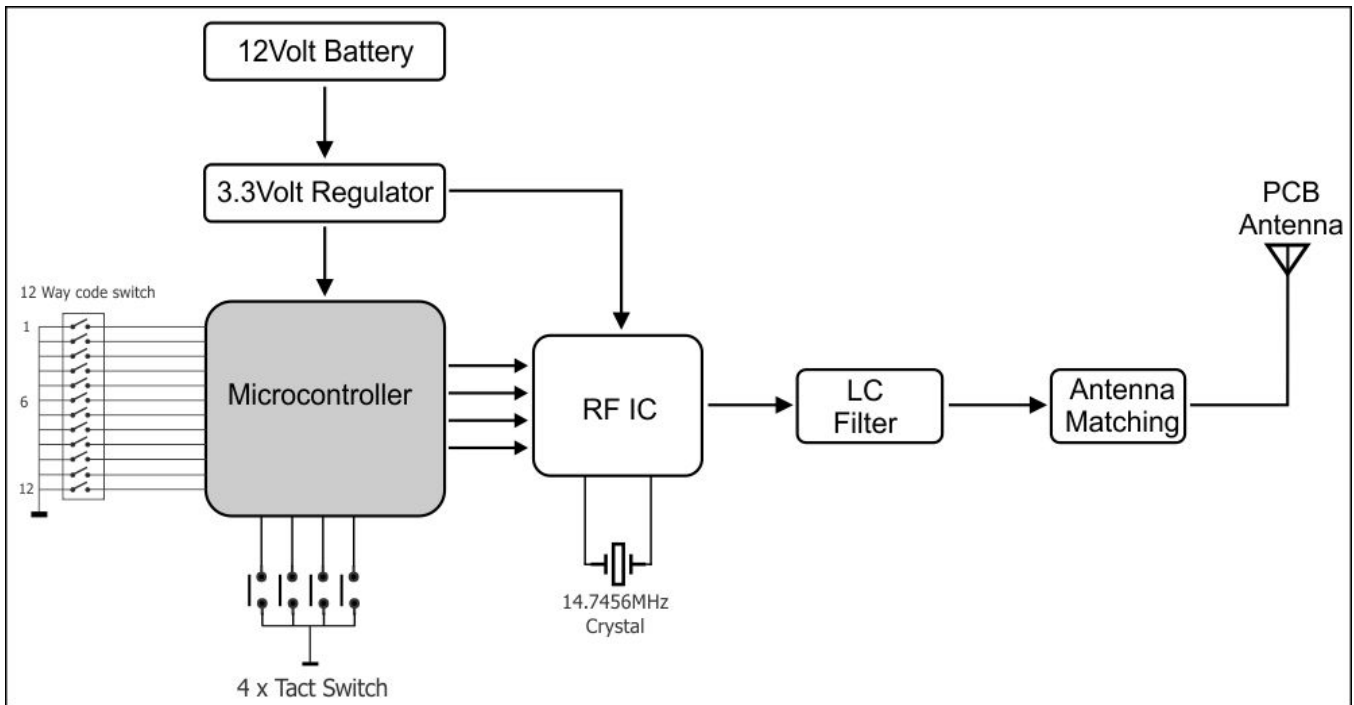 12Volt Battery
3.3Volt Regulator
PCB
Antenna
12 Way code switch
1
6
12
Microcontroller
RF IC
LC
Filter
Antenna
Matching
14.7456MHz
Crystal
4 x Tact Switch